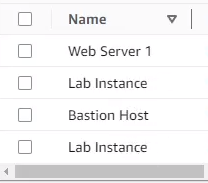 Name
Web Server 1
Lab Instance
Bastion Host
Lab Instance